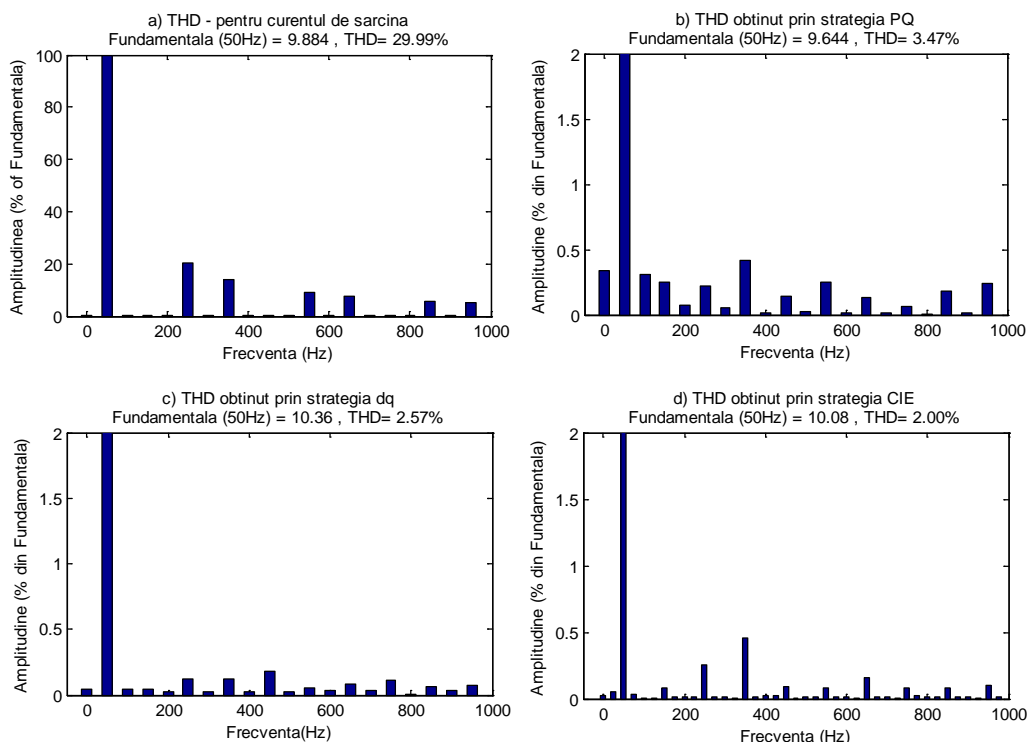 a) THD - pentru curentul de sarcina
Fundamentala (50Hz) = 9.884 , THD= 29.99%
Amplitudinea (% of Fundamentala)
100
80
60
40
20
0
0 200 400 600 800 1000
Frecventa (Hz)
b) THD obtinut prin strategia PQ
Fundamentala (50Hz) = 9.644 , THD= 3.47%
Amplitudine (% din Fundamentala)
2
1.5
1
0.5
0
0 200 400 600 800 1000
Frecventa (Hz)
c) THD obtinut prin strategia dq
Fundamentala (50Hz) = 10.36 , THD= 2.57%
Amplitudine (% din Fundamentala)
2
1.5
1
0.5
0
0 200 400 600 800 1000
Frecventa(Hz)
d) THD obtinut prin strategia CIE
Fundamentala (50Hz) = 10.08 , THD= 2.00%
Amplitudine (% din Fundamentala)
2
1.5
1
0.5
0
0 200 400 600 800 1000
Frecventa (Hz)